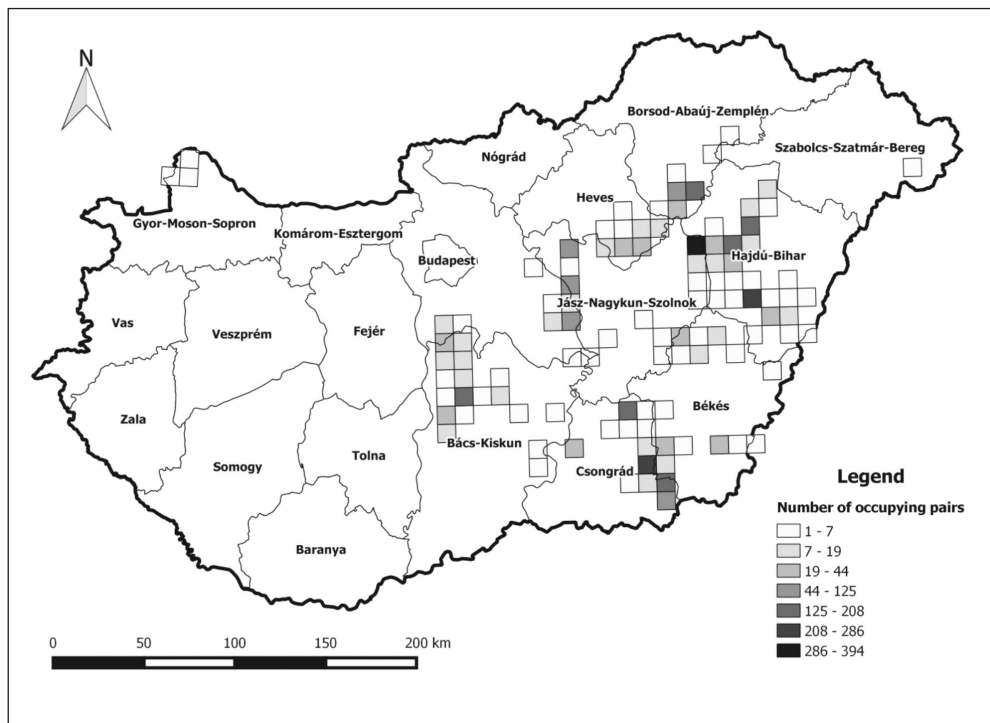 N
Borsod-Abaúj-Zemplén
Nógrád
Szabolcs-Szatmár-Bereg
Heves
Gyor-Moson-Sopron
Komárom-Esztergom
Budapest
Hajdú-Bihar
Jász-Nagykun-Szolnok
Vas
Veszprém
Fejér
Zala
Békés
Bács-Kiskun
Somogy
Tolna
Csongrád
Baranya
Legend
Number of occupying pairs
1 - 7
7 - 19
19 - 44
44 - 125
125 - 208
208 - 286
286 - 394
0 50 100 150 200 km